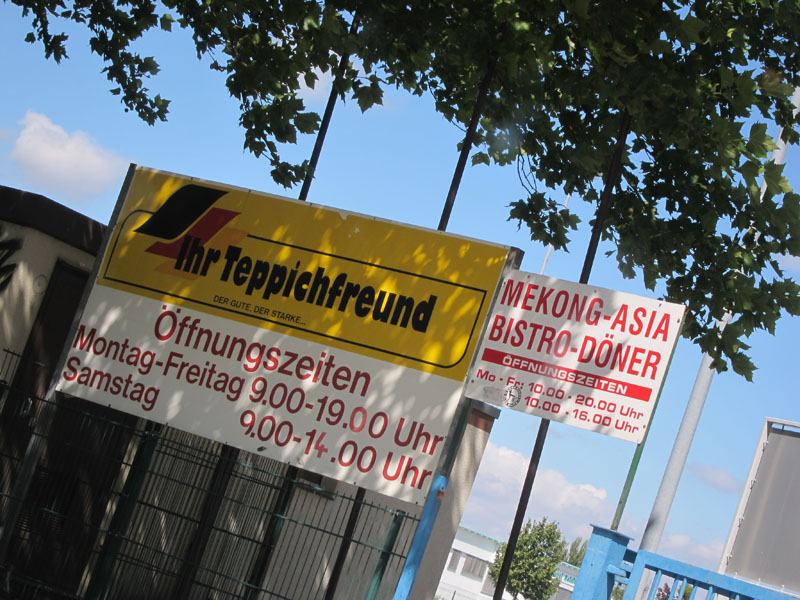 Ihr Teppichfreund
DER GUTE, DER STARKE...
Öffnungszeiten
Montag-Freitag 9.00-19.00 Uhr
Samstag 9.00-14.00 Uhr
MEKONG-ASIA
BISTRO-DÖNER
ÖFFNUNGSZEITEN
Mo - Fr: 10.00 - 20.00 Uhr
10.00 - 16.00 Uhr